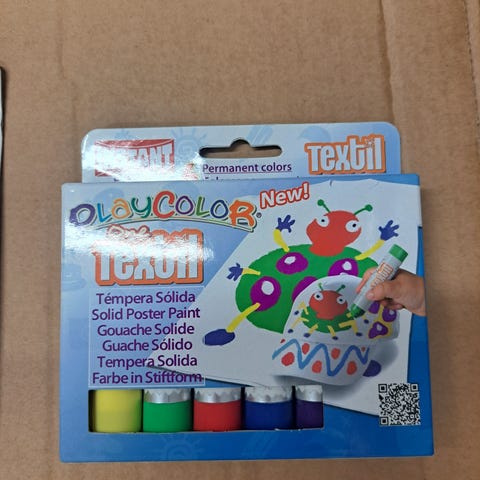 INSTANT
Permanent colors
TEXTIL
PLAYCOLOR®
New!
TEXTIL
Témpera Sólida
Solid Poster Paint
Gouache Solide
Guache Sólido
Tempera Solida
Farbe in Stiftform